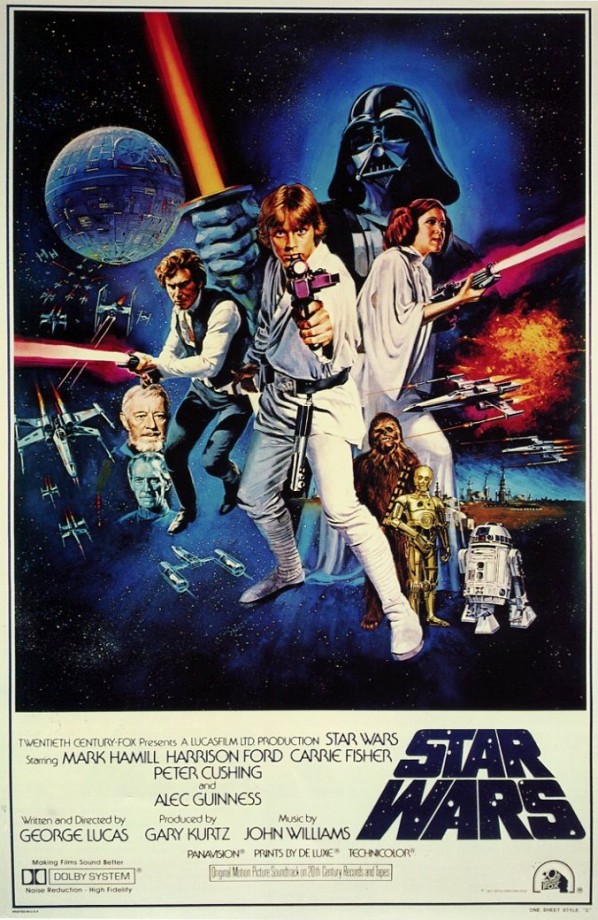 TWENTIETH CENTURY-FOX Presents A LUCASFILM LTD. PRODUCTION STAR WARS
Starring MARK HAMILL HARRISON FORD CARRIE FISHER
PETER CUSHING
and
ALEC GUINNESS
Written and Directed by GEORGE LUCAS
Produced by GARY KURTZ
Music by JOHN WILLIAMS
PANAVISION® PRINTS BY DE LUXE® TECHNICOLOR®
Original Motion Picture Soundtrack on 20th Century Records and Tapes
Making Films Sound Better
DOLBY SYSTEM®
Noise Reduction - High Fidelity
STAR
WARS
ONE SHEET STYLE "C"